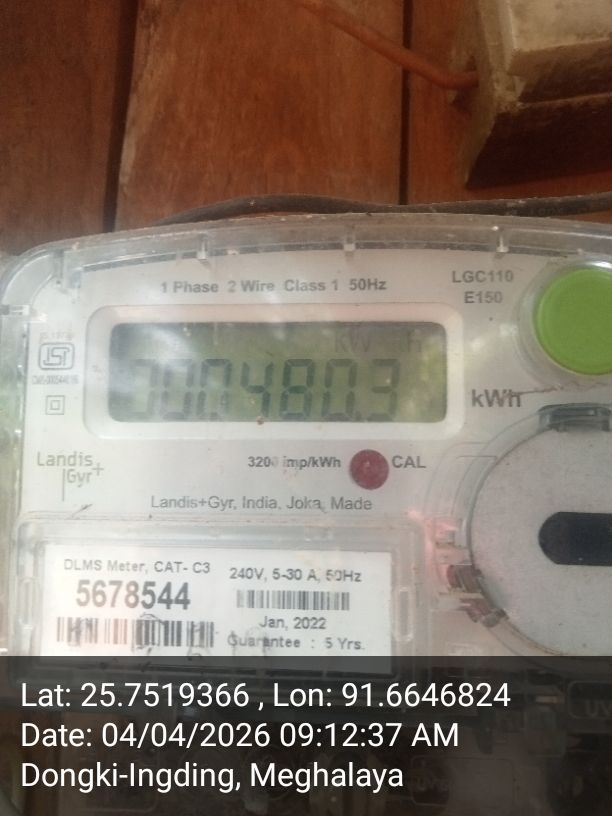 1 Phase 2 Wire Class 1 50Hz
LGC110
E150
kW h
000480.3
kWh
Landis
Gyr+
3200 imp/kWh
CAL
Landis+Gyr, India, Joka, Made
DLMS Meter, CAT- C3
5678544
240V, 5-30 A, 50Hz
Jan, 2022
Guarantee : 5 Yrs.
Lat: 25.7519366 , Lon: 91.6646824
Date: 04/04/2026 09:12:37 AM
Dongki-Ingding, Meghalaya